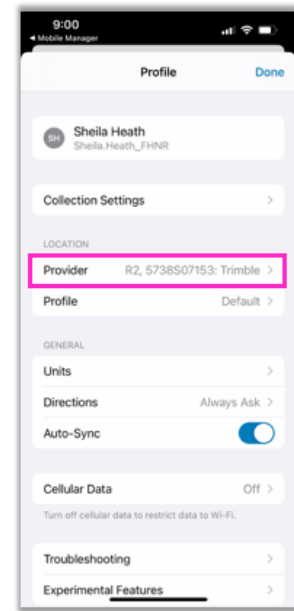 9:00
◀ Mobile Manager
Profile Done
SH Sheila Heath
Sheila.Heath_FHNR
Collection Settings
LOCATION
Provider R2, 5738S07153: Trimble
Profile Default
GENERAL
Units
Directions Always Ask
Auto-Sync
Cellular Data Off
Turn off cellular data to restrict data to Wi-Fi.
Troubleshooting
Experimental Features